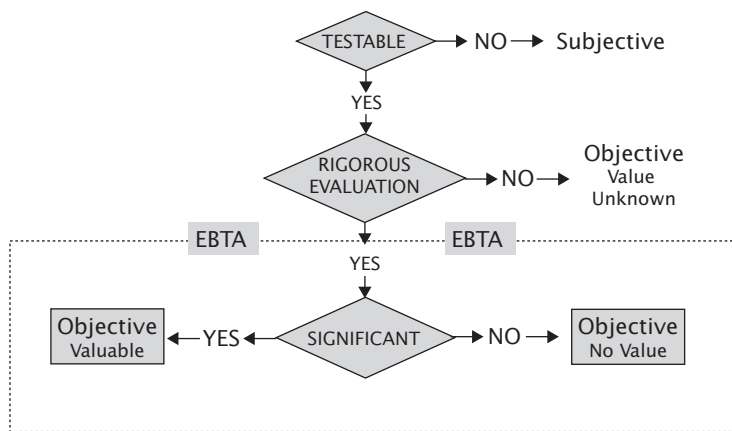 TESTABLE NO Subjective
YES
RIGOROUS
EVALUATION
NO
Objective
Value
Unknown
EBTA EBTA
YES
Objective
Valuable
YES
SIGNIFICANT
NO
Objective
No Value